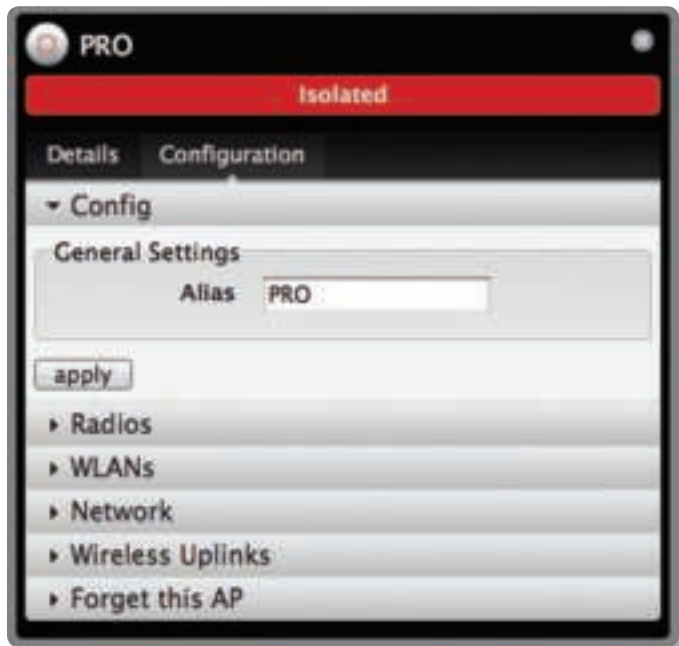 PRO
Isolated
Details Configuration
Config
General Settings
Alias PRO
apply
Radios
WLANs
Network
Wireless Uplinks
Forget this AP